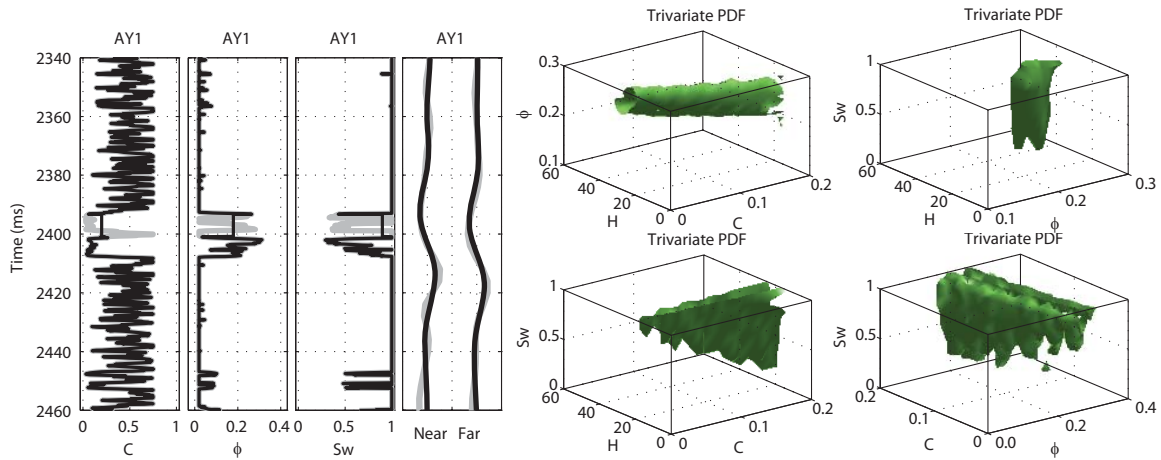 AY1 AY1 AY1 AY1
2340
2360
2380
2390
2400
2420
2440
2460
Time (ms)
0 0.5 1
C
0 0.2 0.4
ϕ
0 0.5 1
Sw
Near Far
Trivariate PDF
0.3
0.2
0.1
ϕ
60
40
20
0
H
0
0.1
0.2
C
Trivariate PDF
1
0.5
0
Sw
60
40
20
0
H
0.1
0.2
0.3
ϕ
Trivariate PDF
1
0.5
0
Sw
60
40
20
0
H
0
0.1
0.2
C
Trivariate PDF
1
0.5
0
Sw
0.2
0.1
0
C
0.0
0.2
0.4
ϕ